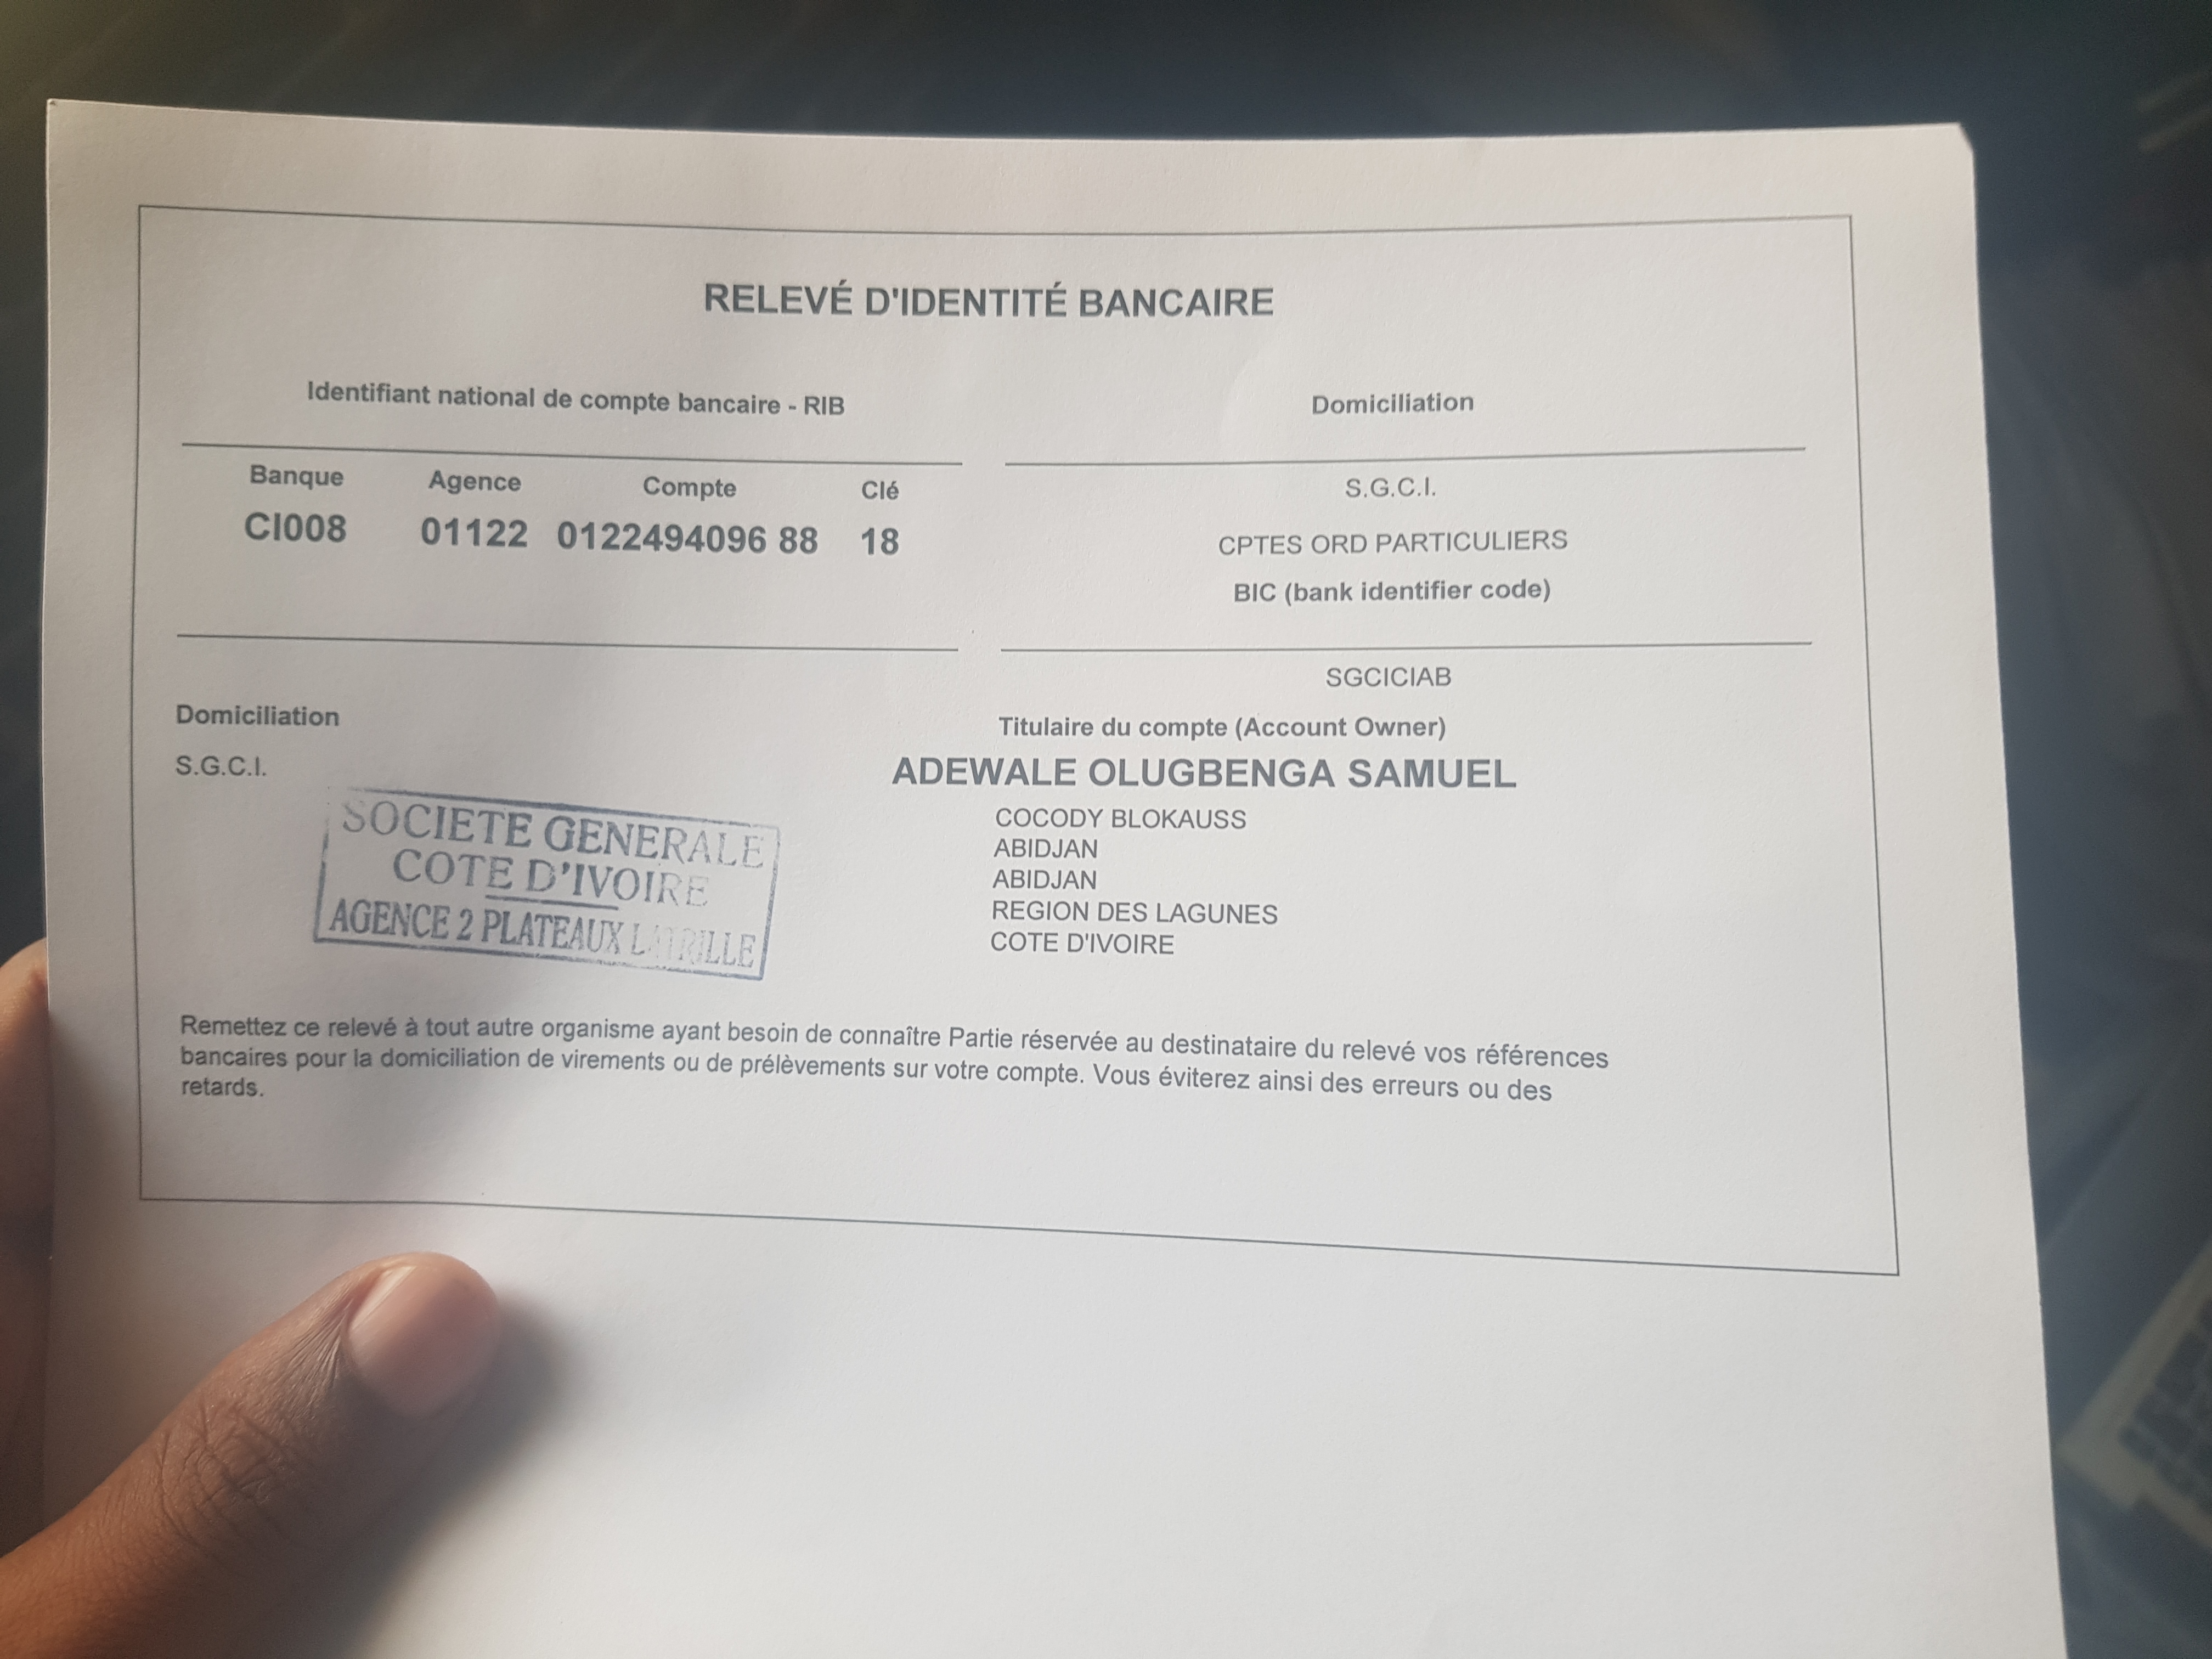 RELEVÉ D'IDENTITÉ BANCAIRE
Identifiant national de compte bancaire - RIB
Domiciliation
Banque Agence Compte Clé
CI008 01122 0122494096 88 18
S.G.C.I.
CPTES ORD PARTICULIERS
BIC (bank identifier code)
SGCICIAB
Domiciliation
S.G.C.I.
SOCIETE GENERALE
COTE D'IVOIRE
AGENCE 2 PLATEAUX LATRILLE
Titulaire du compte (Account Owner)
ADEWALE OLUGBENGA SAMUEL
COCODY BLOKAUSS
ABIDJAN
ABIDJAN
REGION DES LAGUNES
COTE D'IVOIRE
Remettez ce relevé à tout autre organisme ayant besoin de connaître Partie réservée au destinataire du relevé vos références
bancaires pour la domiciliation de virements ou de prélèvements sur votre compte. Vous éviterez ainsi des erreurs ou des
retards.